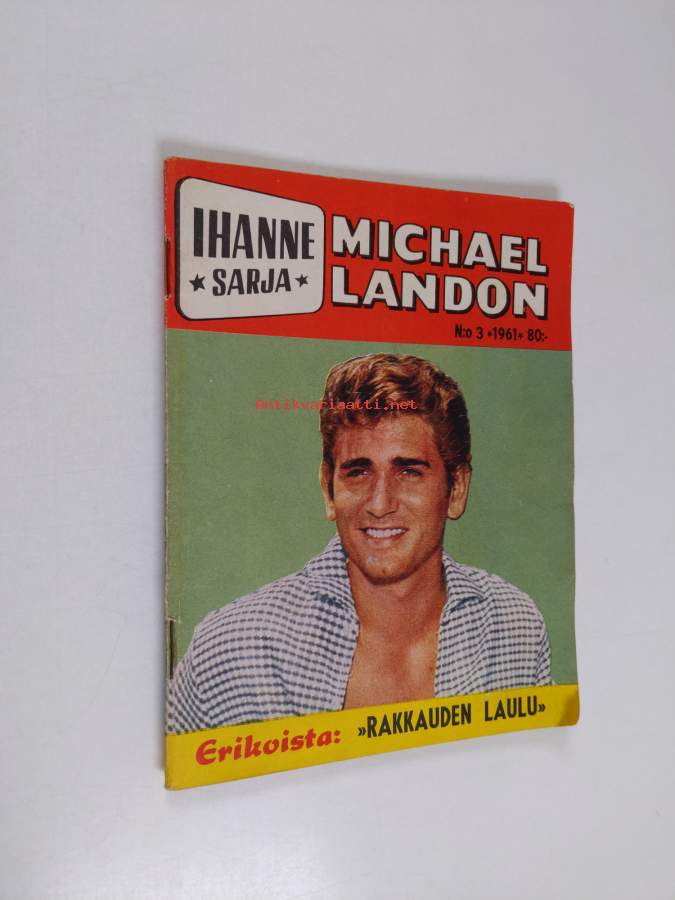 IHANNE
★ SARJA ★
MICHAEL
LANDON
N:o 3 *1961* 80:-
Antikvariaatti.net
Erikoista: »RAKKAUDEN LAULU»